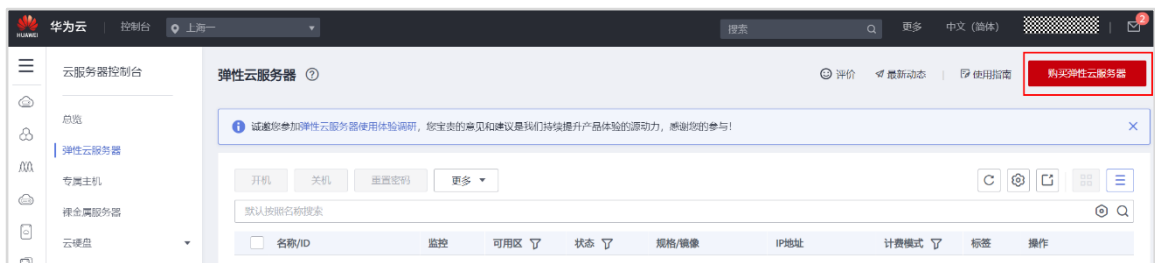 HUAWEI 华为云 控制台 上海一 搜索 更多 中文 (简体) 2
云服务器控制台 弹性云服务器 评价 最新动态 使用指南 购买弹性云服务器
总览
诚邀您参加弹性云服务器使用体验调研，您宝贵的意见和建议是我们持续提升产品体验的源动力，感谢您的参与！
弹性云服务器
专属主机
开机 关机 重置密码 更多
裸金属服务器
默认按照名称搜索
云硬盘
名称/ID 监控 可用区 状态 规格/镜像 IP地址 计费模式 标签 操作